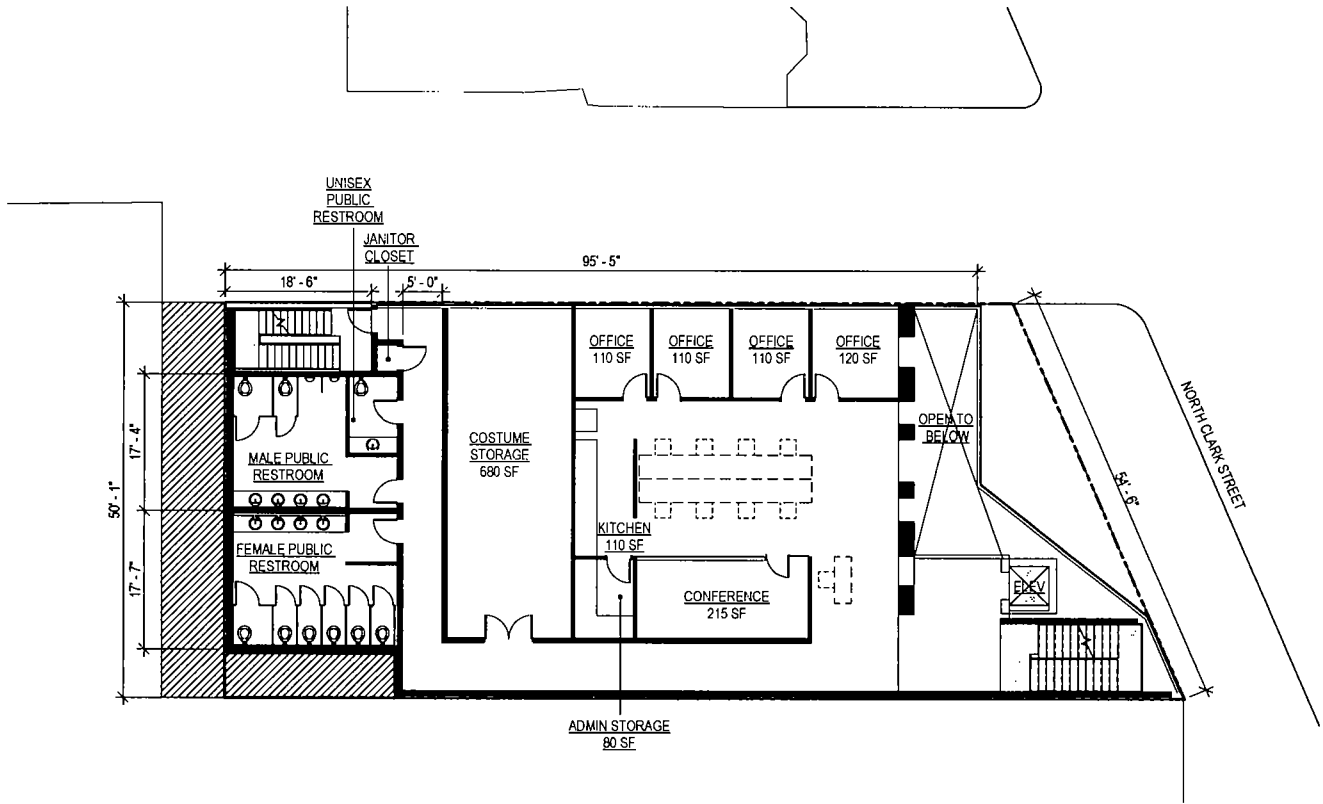 UNISEX
PUBLIC
RESTROOM
JANITOR
CLOSET
95' - 5"
18' - 6"
5' - 0"
OFFICE
110 SF
OFFICE
110 SF
OFFICE
110 SF
OFFICE
120 SF
NORTH CLARK STREET
OPEN TO
BELOW
COSTUME
STORAGE
680 SF
17' - 4"
MALE PUBLIC
RESTROOM
50' - 1"
54' - 6"
KITCHEN
110 SF
FEMALE PUBLIC
RESTROOM
17' - 7"
ELEV
CONFERENCE
215 SF
ADMIN STORAGE
80 SF